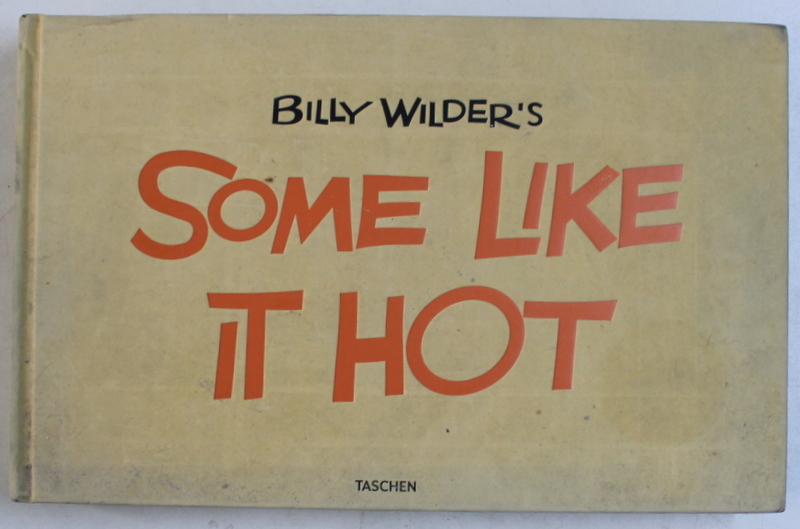 BILLY WILDER'S
SOME LIKE
IT HOT
TASCHEN